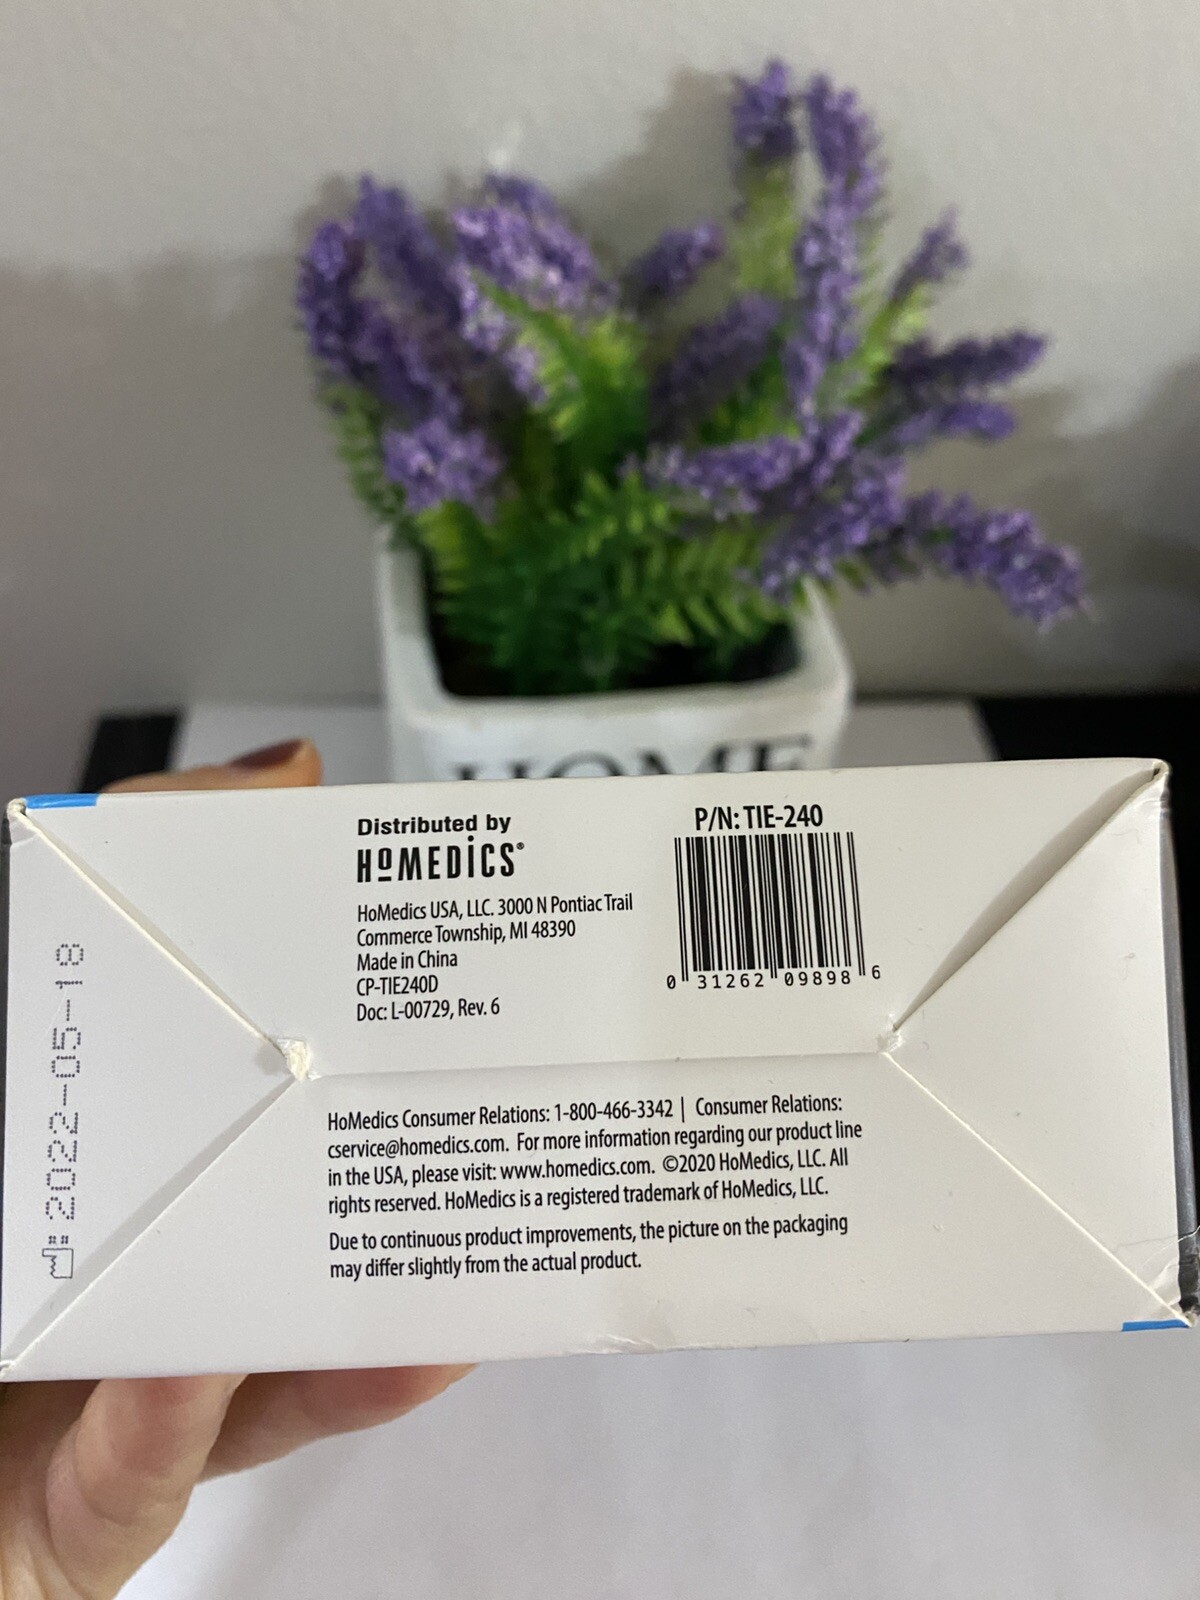 HOME
Distributed by
HoMEDiCS®
HoMedics USA, LLC. 3000 N Pontiac Trail
Commerce Township, MI 48390
Made in China
CP-TIE240D
Doc: L-00729, Rev. 6
P/N: TIE-240
0 31262 09898 6
HoMedics Consumer Relations: 1-800-466-3342 | Consumer Relations:
cservice@homedics.com. For more information regarding our product line
in the USA, please visit: www.homedics.com. ©2020 HoMedics, LLC. All
rights reserved. HoMedics is a registered trademark of HoMedics, LLC.
Due to continuous product improvements, the picture on the packaging
may differ slightly from the actual product.
2022-05-18